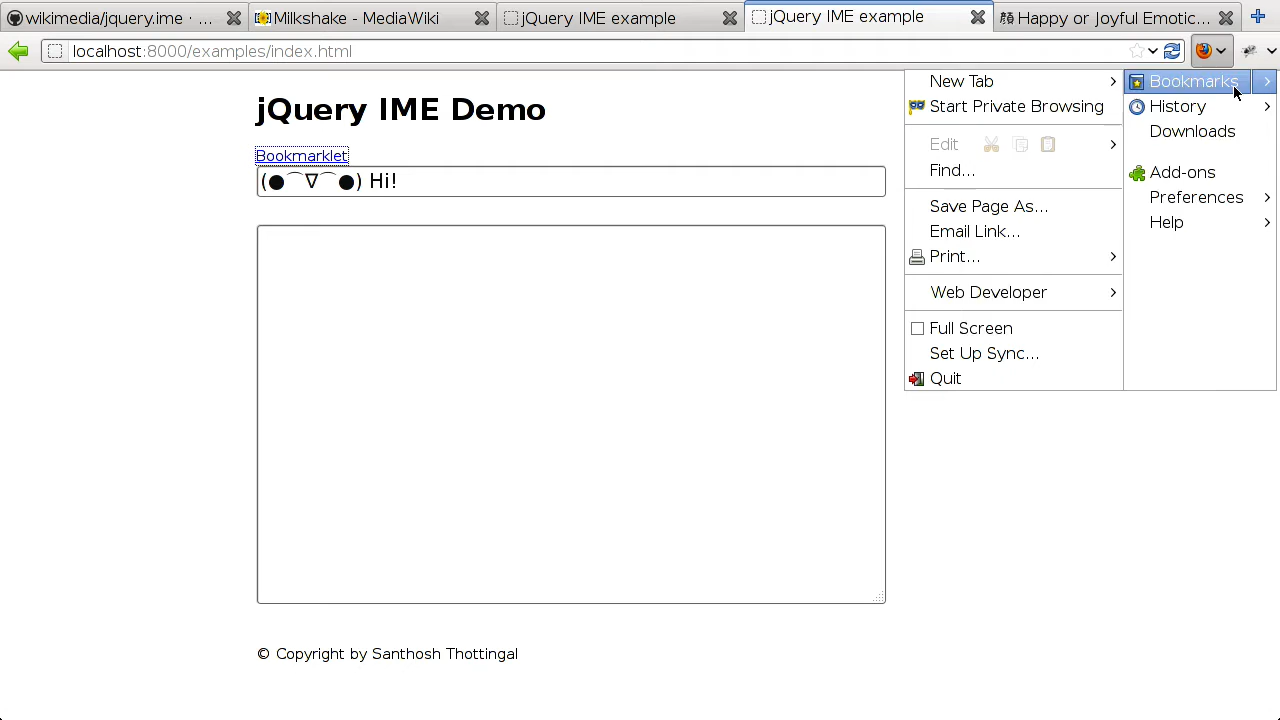 wikimedia/jquery.ime · ...
Milkshake - MediaWiki
jQuery IME example
jQuery IME example
Happy or Joyful Emotic...
localhost:8000/examples/index.html
jQuery IME Demo
Bookmarklet
(●⌒∇⌒●) Hi!
© Copyright by Santhosh Thottingal
New Tab
Start Private Browsing
Edit
Find...
Save Page As...
Email Link...
Print...
Web Developer
Full Screen
Set Up Sync...
Quit
Bookmarks
History
Downloads
Add-ons
Preferences
Help